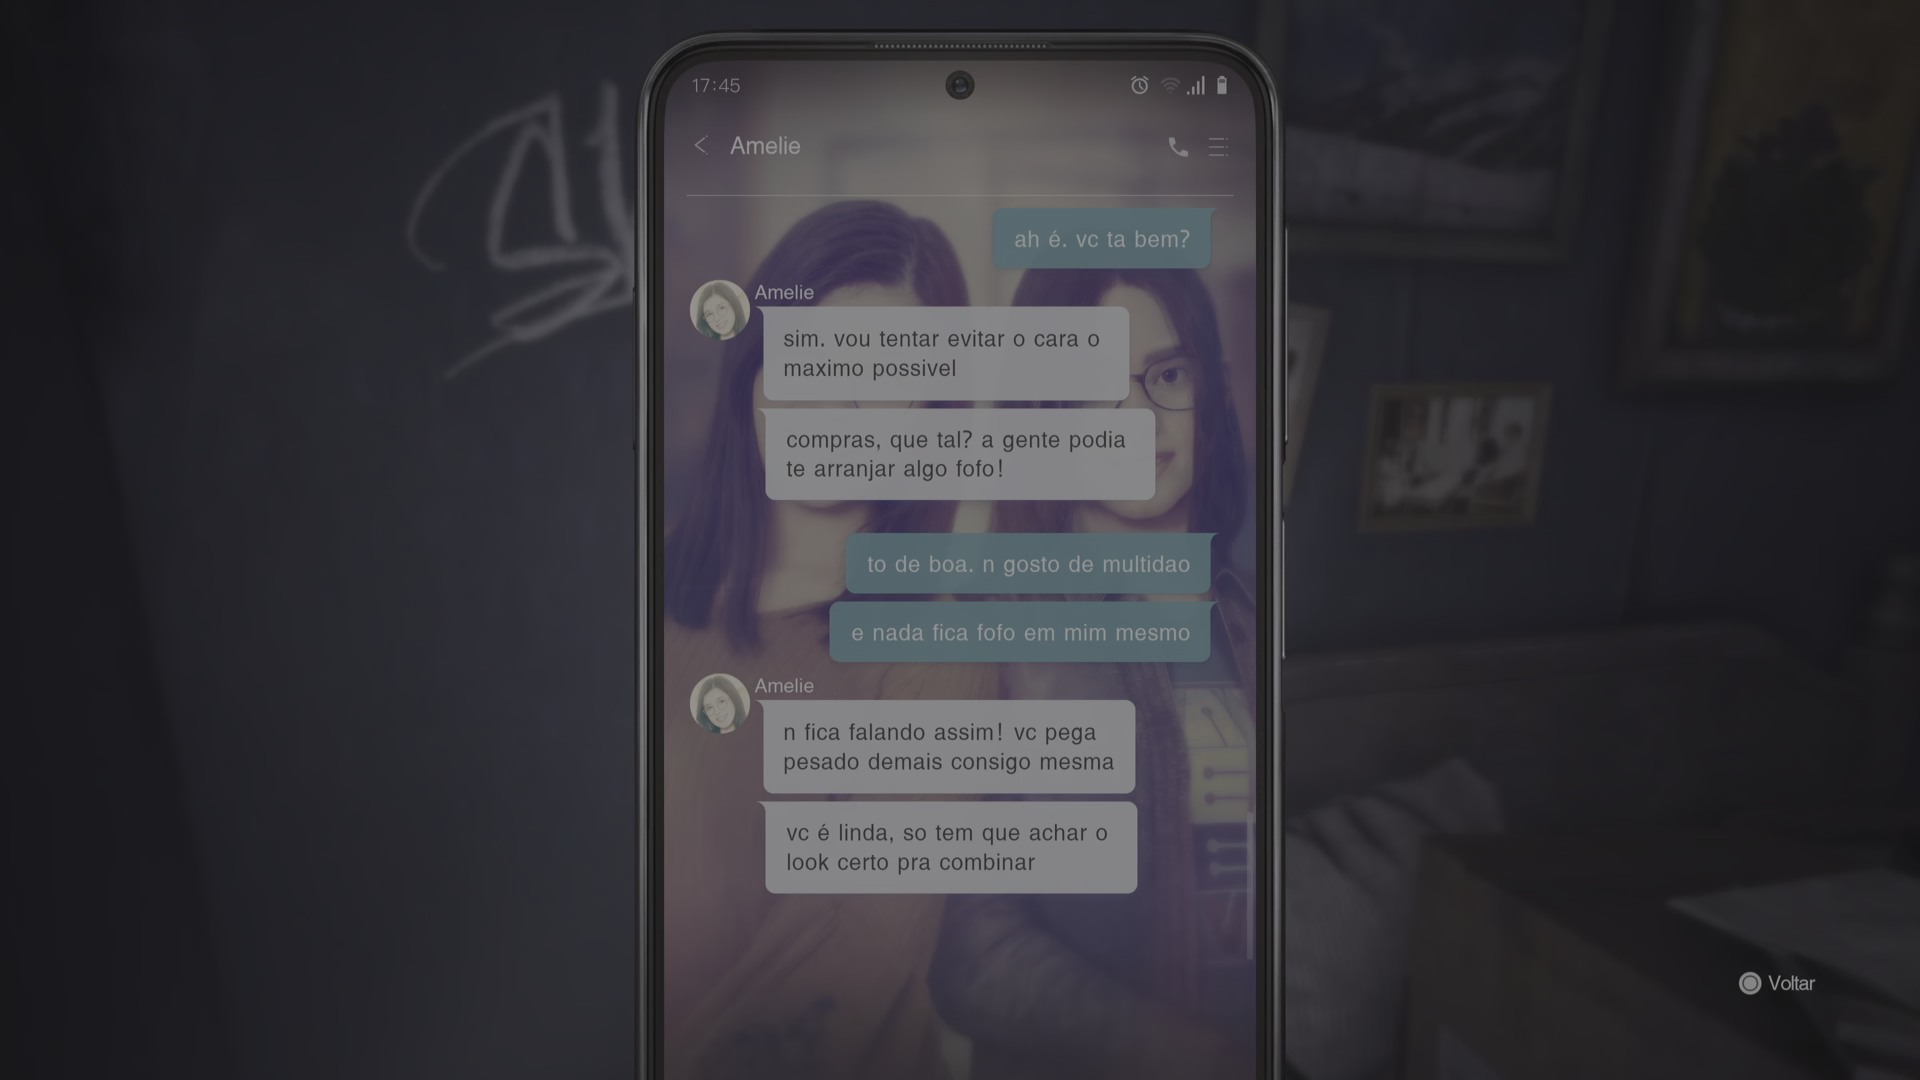 17:45
Amelie
ah é. vc ta bem?
Amelie
sim. vou tentar evitar o cara o
maximo possivel
compras, que tal? a gente podia
te arranjar algo fofo!
to de boa. n gosto de multidao
e nada fica fofo em mim mesmo
Amelie
n fica falando assim! vc pega
pesado demais consigo mesma
vc é linda, so tem que achar o
look certo pra combinar
Voltar